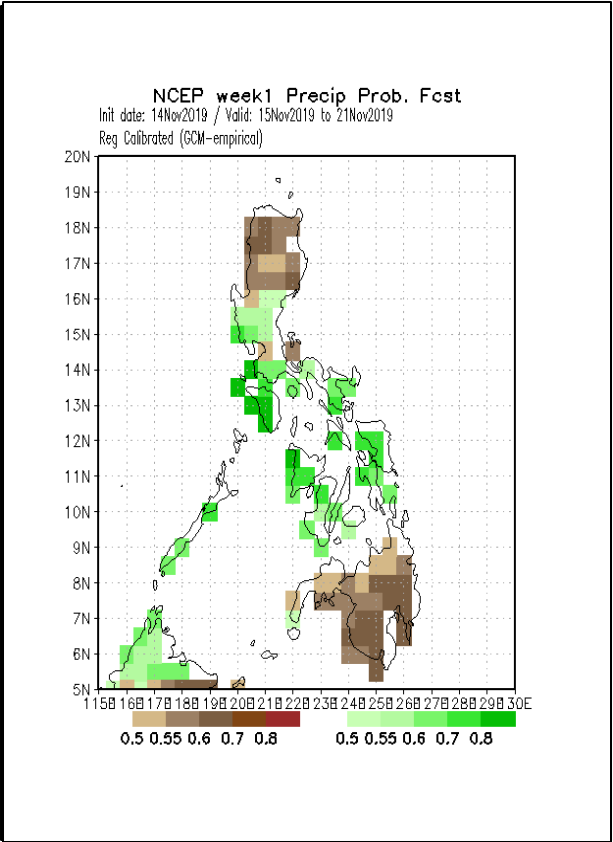 NCEP week1 Precip Prob. Fcst
Init date: 14Nov2019 / Valid: 15Nov2019 to 21Nov2019
Reg Calibrated (GCM-empirical)
20N
19N
18N
17N
16N
15N
14N
13N
12N
11N
10N
9N
8N
7N
6N
5N
115E 116E 117E 118E 119E 120E 121E 122E 123E 124E 125E 126E 127E 128E 129E 130E
0.5 0.55 0.6 0.7 0.8 0.5 0.55 0.6 0.7 0.8